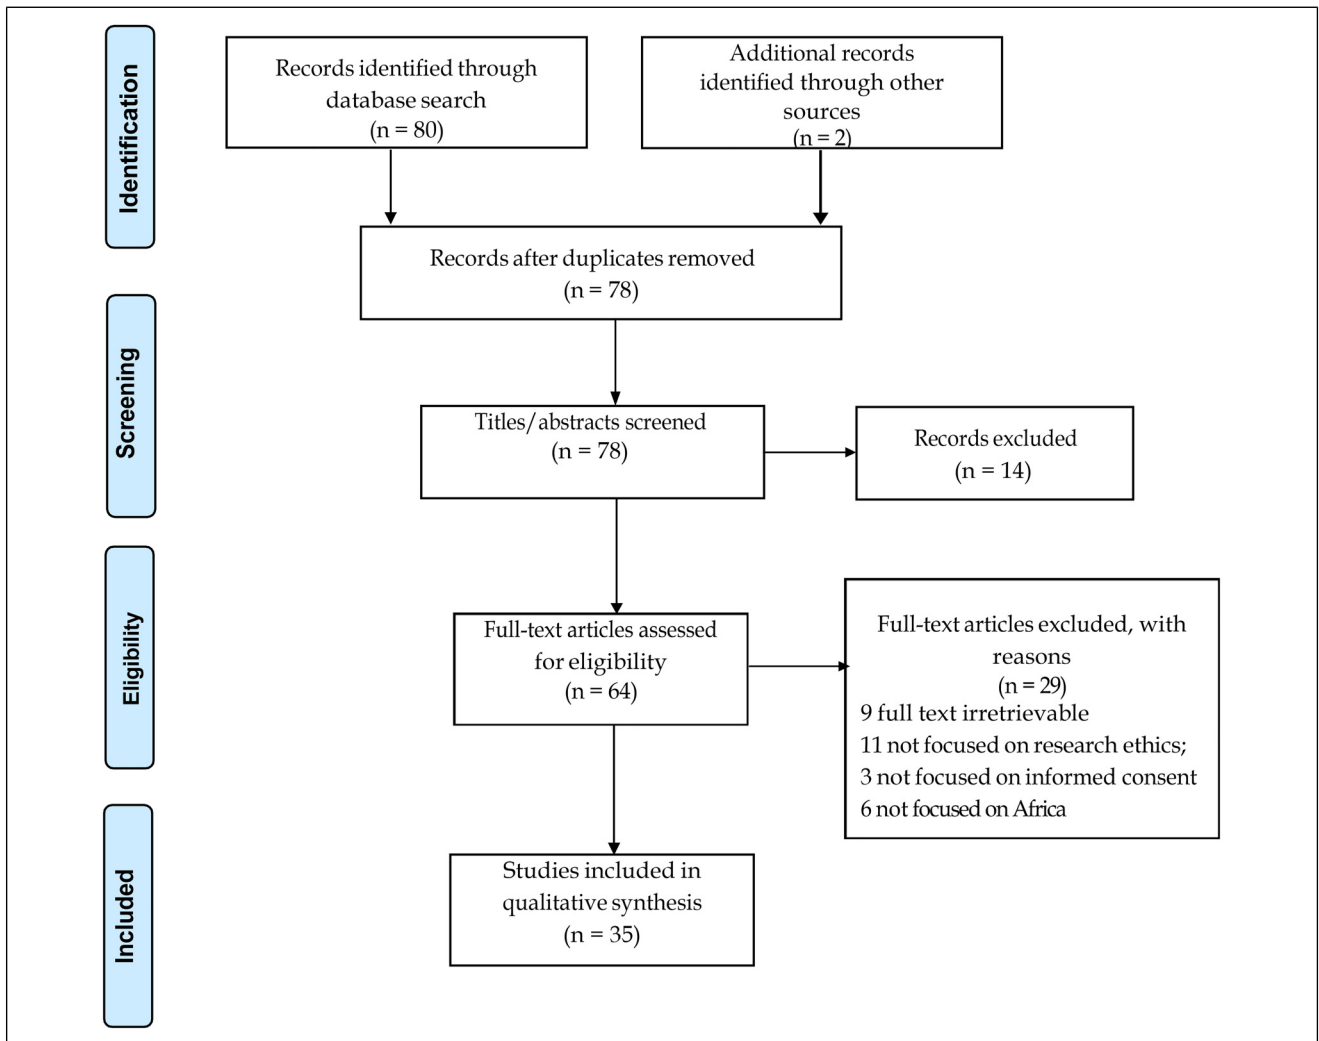 Identification
Records identified through
database search
(n = 80)
Additional records
identified through other
sources
(n = 2)
Records after duplicates removed
(n = 78)
Screening
Titles/abstracts screened
(n = 78)
Records excluded
(n = 14)
Eligibility
Full-text articles assessed
for eligibility
(n = 64)
Full-text articles excluded, with
reasons
(n = 29)
9 full text irretrievable
11 not focused on research ethics;
3 not focused on informed consent
6 not focused on Africa
Included
Studies included in
qualitative synthesis
(n = 35)